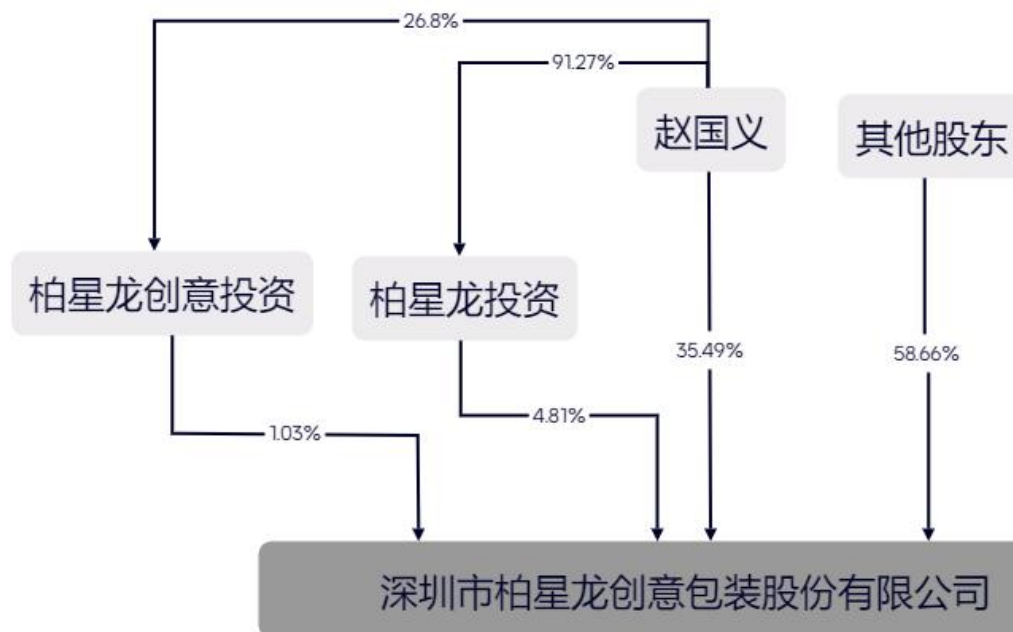 26.8%
91.27%
赵国义
其他股东
柏星龙创意投资
柏星龙投资
35.49%
58.66%
4.81%
1.03%
深圳市柏星龙创意包装股份有限公司